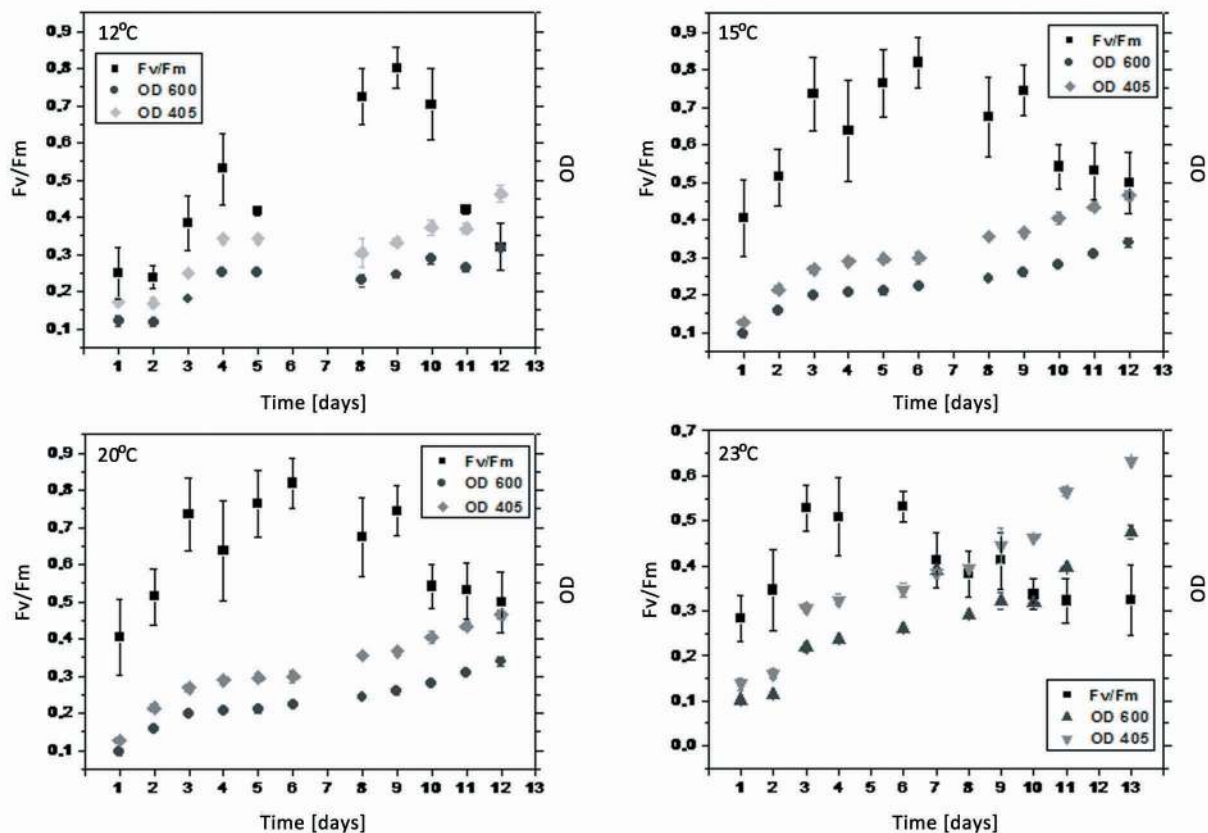 12°C
0,9
0,8
0,7
0,6
0,5
0,4
0,3
0,2
0,1
Fv/Fm
Fv/Fm
OD 600
OD 405
OD
1 2 3 4 5 6 7 8 9 10 11 12 13
Time [days]
15°C
0,9
0,8
0,7
0,6
0,5
0,4
0,3
0,2
0,1
Fv/Fm
Fv/Fm
OD 600
OD 405
OD
1 2 3 4 5 6 7 8 9 10 11 12 13
Time [days]
20°C
0,9
0,8
0,7
0,6
0,5
0,4
0,3
0,2
0,1
Fv/Fm
Fv/Fm
OD 600
OD 405
OD
1 2 3 4 5 6 7 8 9 10 11 12 13
Time [days]
23°C
0,7
0,6
0,5
0,4
0,3
0,2
0,1
0,0
Fv/Fm
Fv/Fm
OD 600
OD 405
OD
1 2 3 4 5 6 7 8 9 10 11 12 13
Time [days]